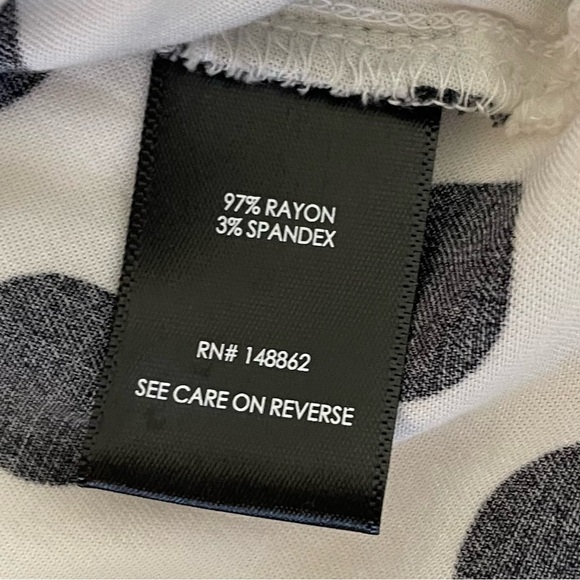 97% RAYON
3% SPANDEX
RN# 148862
SEE CARE ON REVERSE